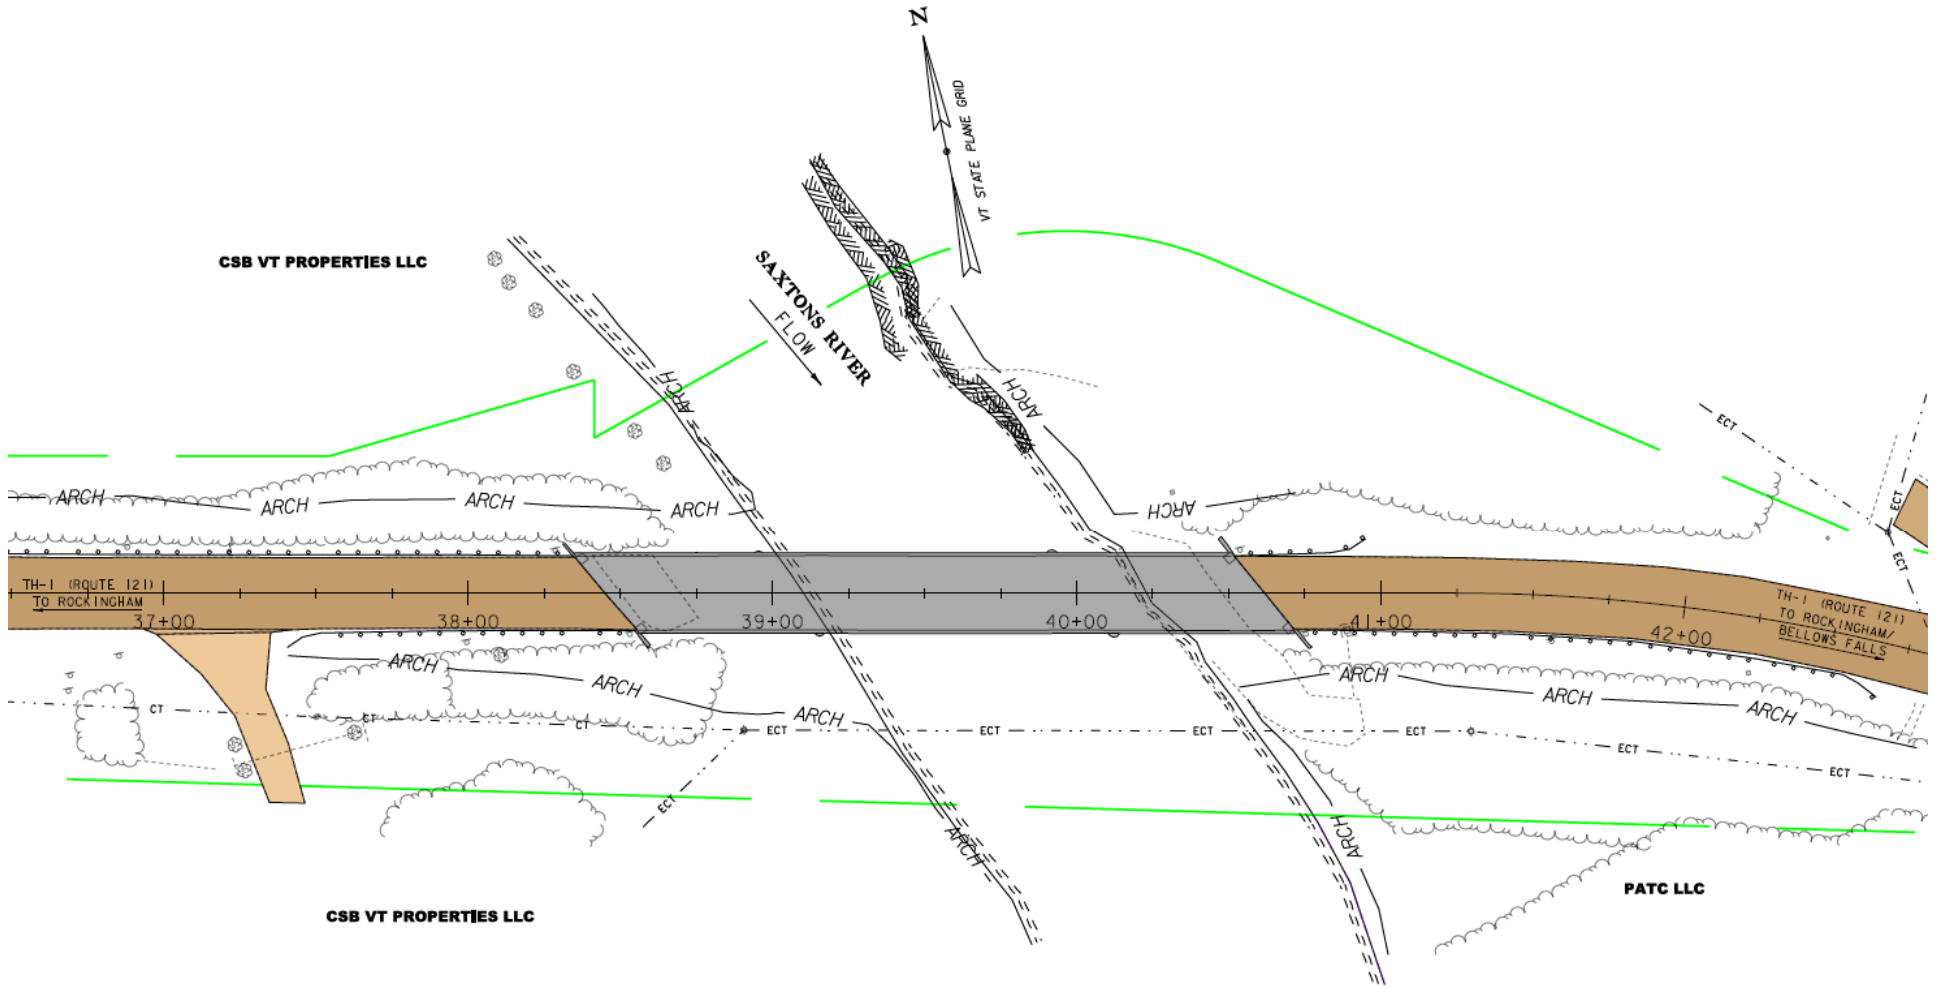 N
VT STATE PLANE GRID
CSB VT PROPERTIES LLC
SAXTONS RIVER
FLOW
ARCH
ARCH
ECT
ECT
ARCH
ARCH
ARCH
ARCH
ARCH
ECT
TH-1 (ROUTE 121)
TO ROCKINGHAM
37+00
38+00
39+00
40+00
41+00
42+00
TH-1 (ROUTE 121)
TO ROCKINGHAM/
BELLOWS FALLS
ARCH
ARCH
ARCH
ARCH
ARCH
ARCH
CT
CT
CT
ECT
ECT
ECT
ECT
ECT
ECT
ECT
ARCH
ARCH
PATC LLC
CSB VT PROPERTIES LLC